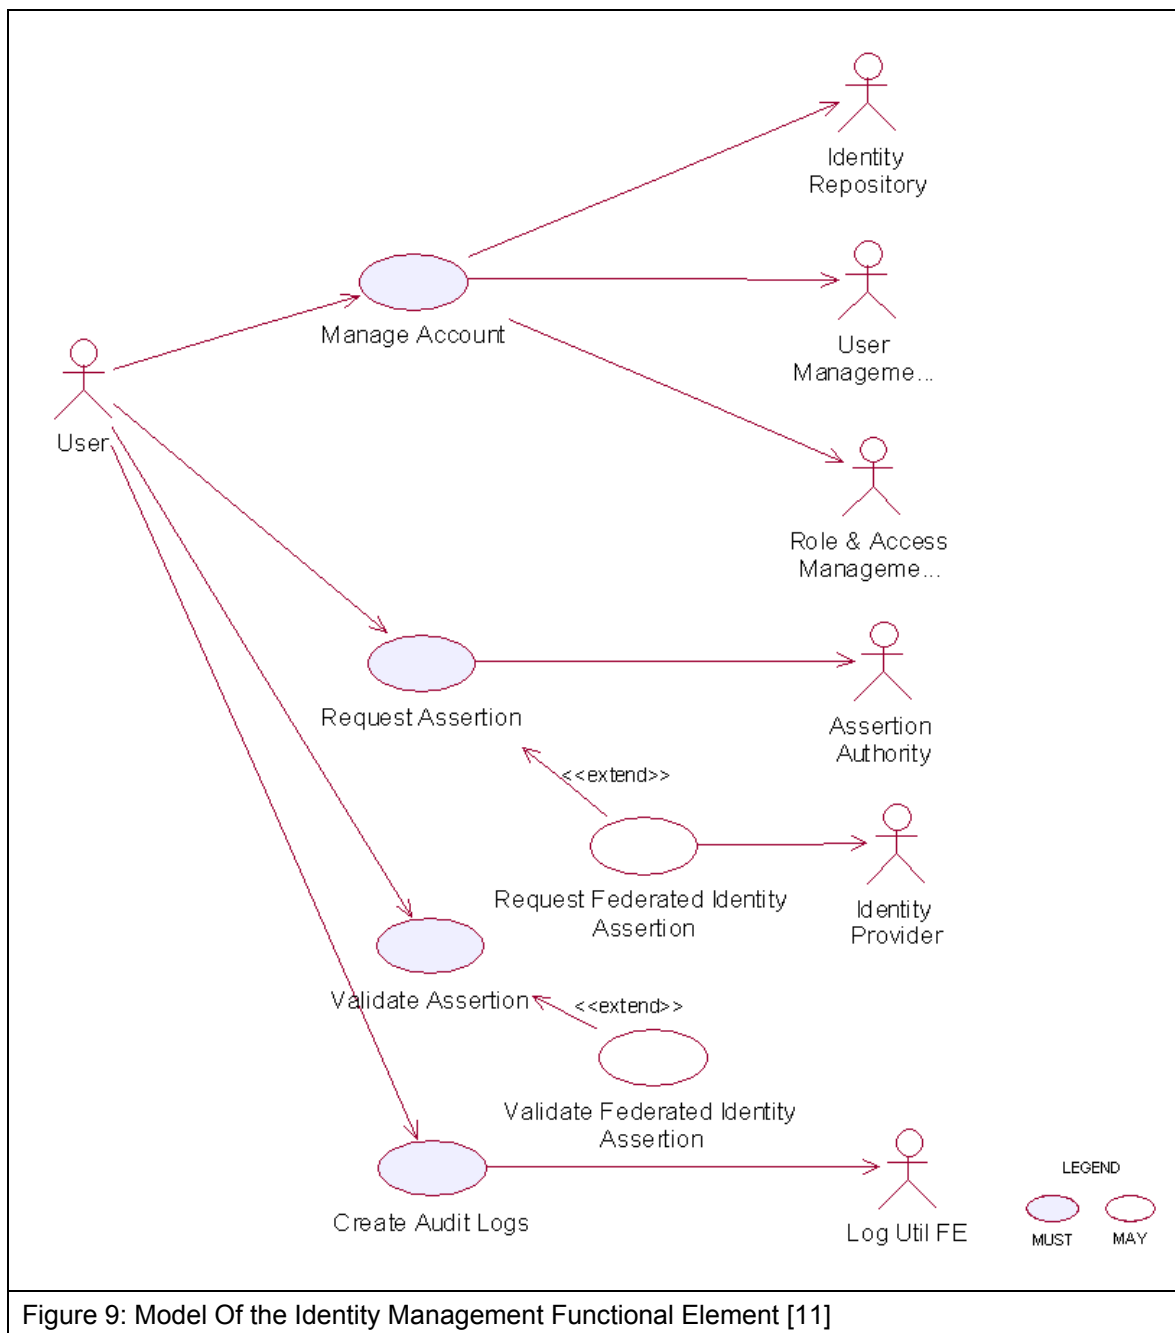 Identity
Repository
Manage Account
User
Manageme...
User
Role & Access
Manageme...
Request Assertion
Assertion
Authority
<<extend>>
Request Federated Identity
Assertion
Identity
Provider
Validate Assertion
<<extend>>
Validate Federated Identity
Assertion
Create Audit Logs
Log Util FE
LEGEND
MUST
MAY
Figure 9: Model Of the Identity Management Functional Element [11]